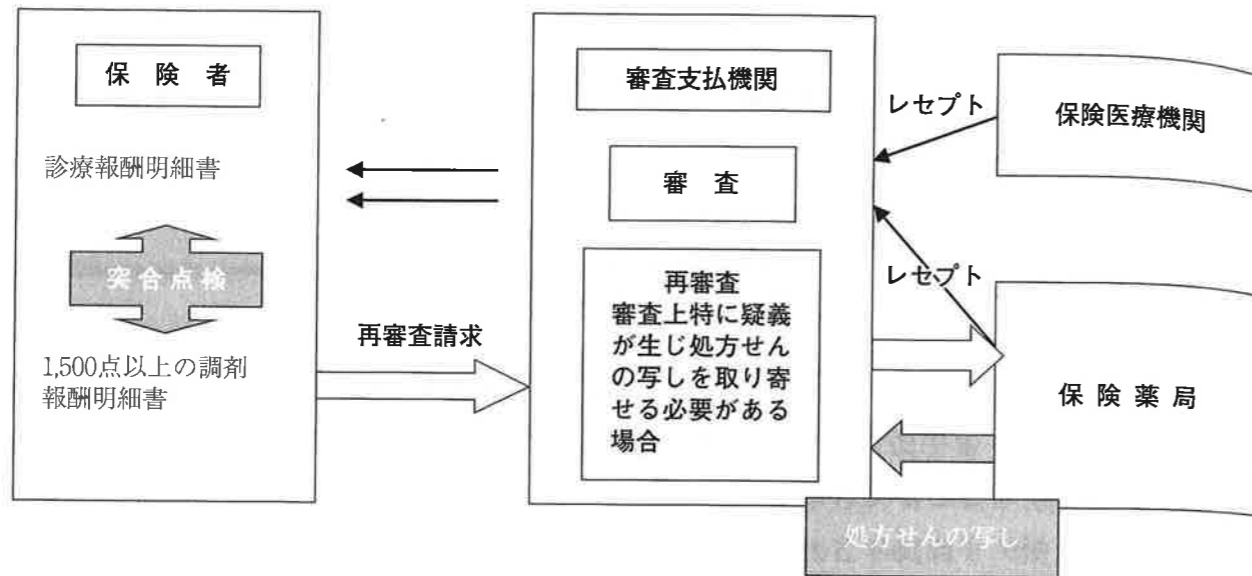 保険者
診療報酬明細書
突合点検
1,500点以上の調剤
報酬明細書
再審査請求
審査支払機関
審査
再審査
審査上特に疑義
が生じ処方せん
の写しを取り寄
せる必要がある
場合
レセプト
保険医療機関
レセプト
保険薬局
処方せんの写し